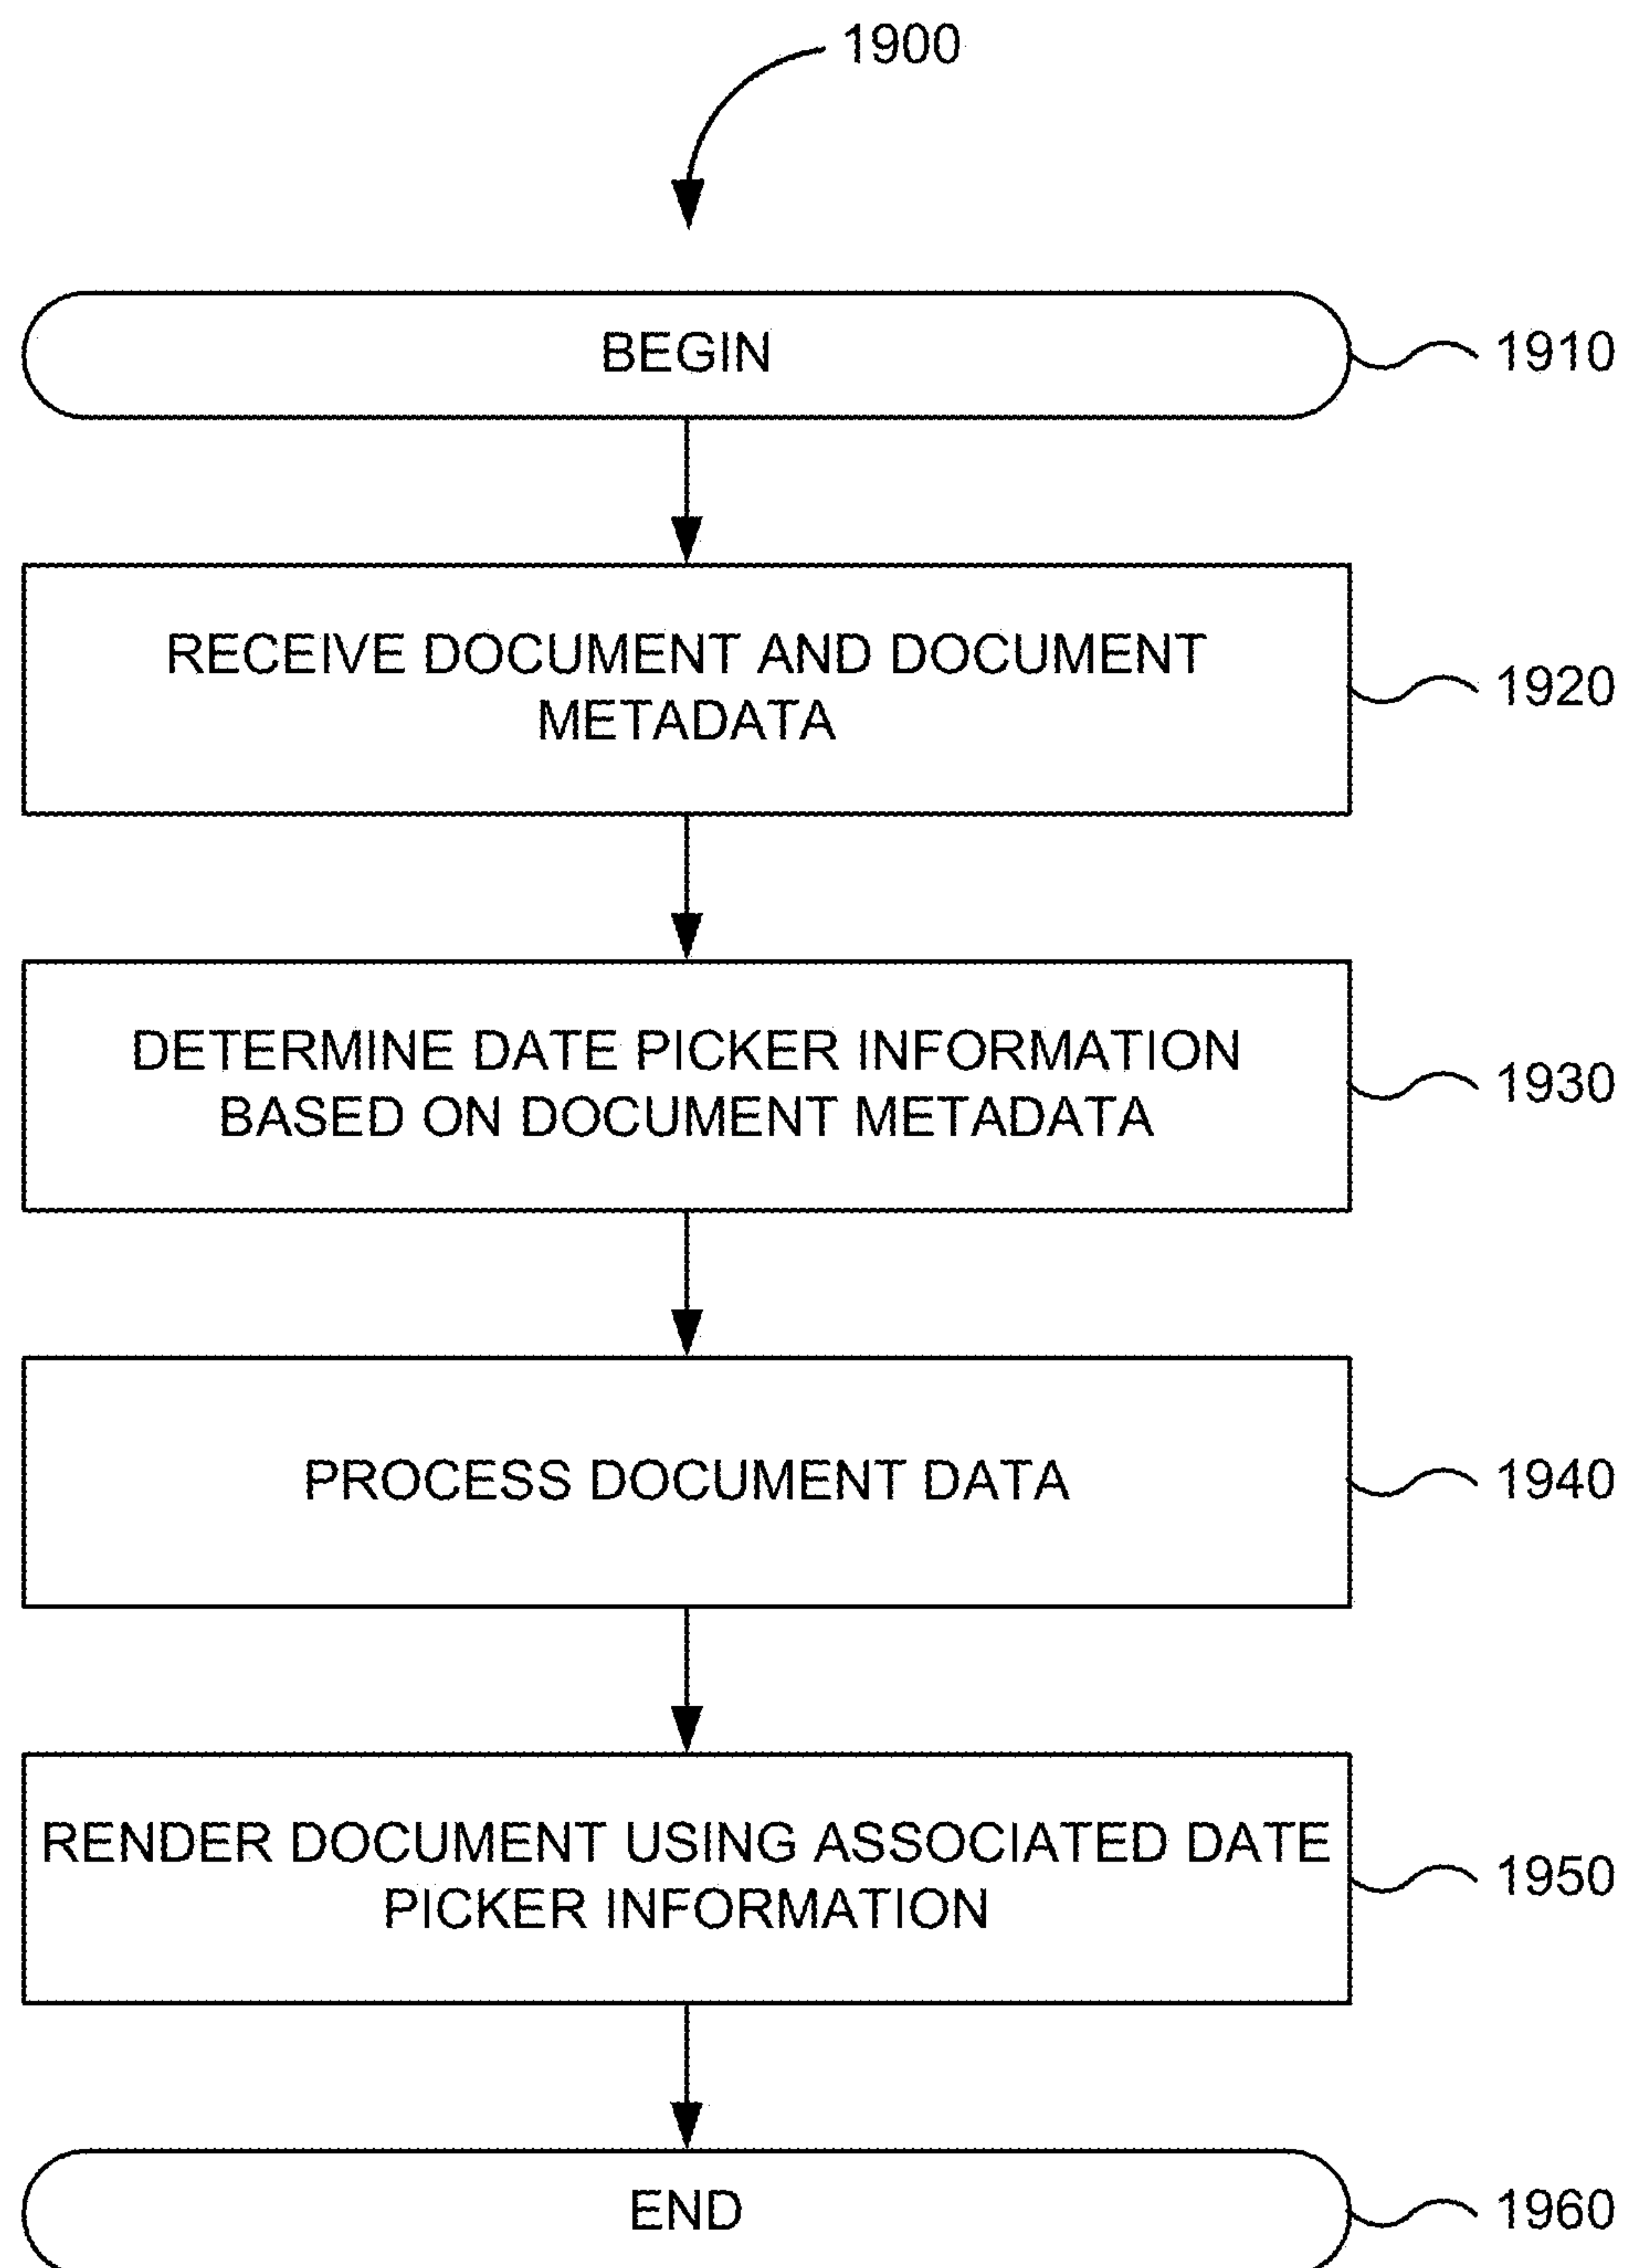 1900
BEGIN
1910
RECEIVE DOCUMENT AND DOCUMENT
METADATA
1920
DETERMINE DATE PICKER INFORMATION
BASED ON DOCUMENT METADATA
1930
PROCESS DOCUMENT DATA
1940
RENDER DOCUMENT USING ASSOCIATED DATE
PICKER INFORMATION
1950
END
1960